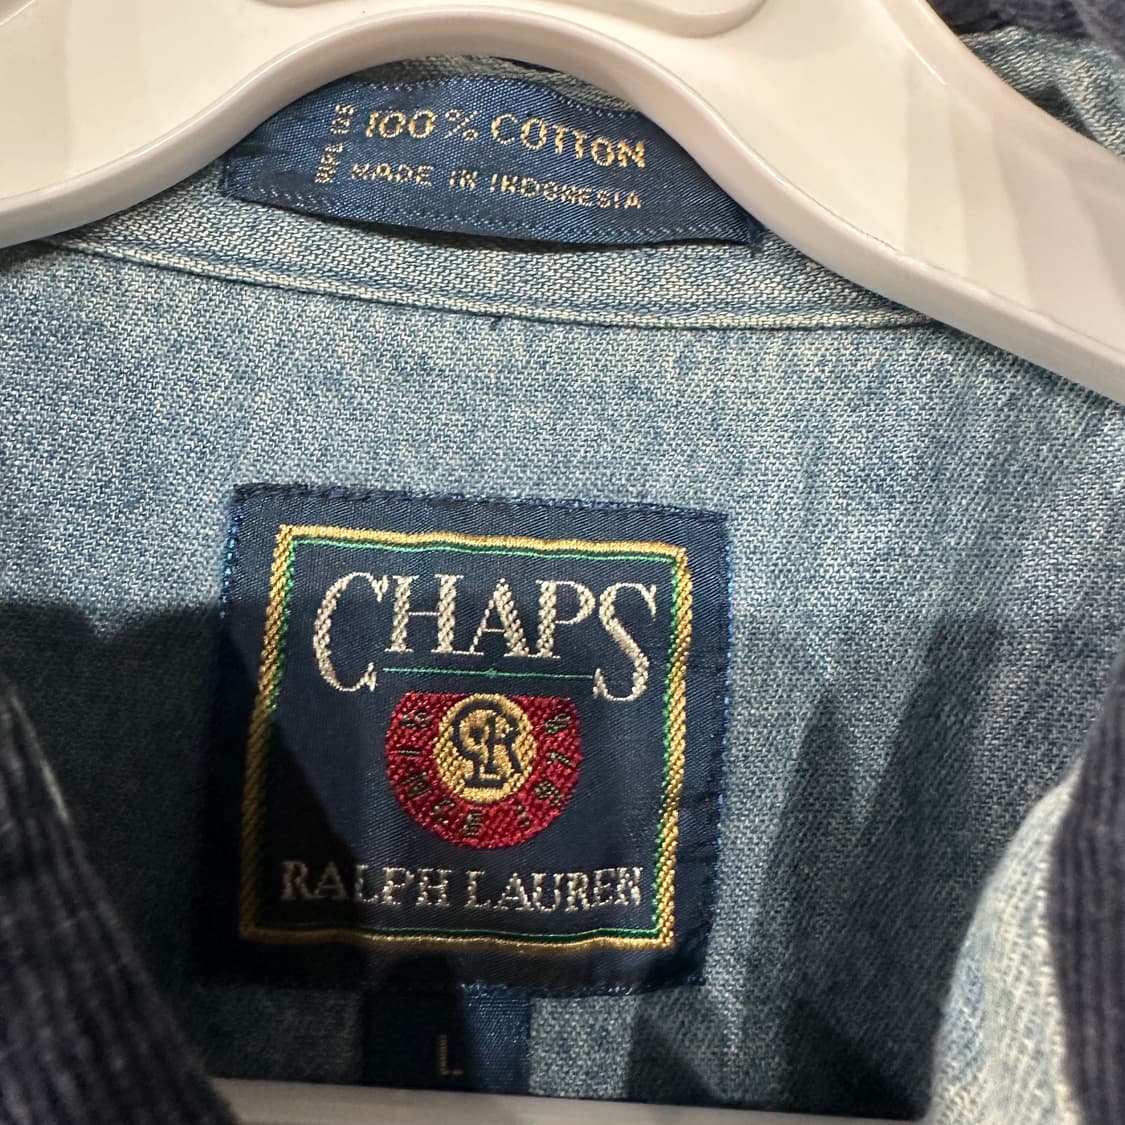 100% COTTON
MADE IN INDONESIA
CHAPS
SINCE 1978
RALPH LAUREN
L